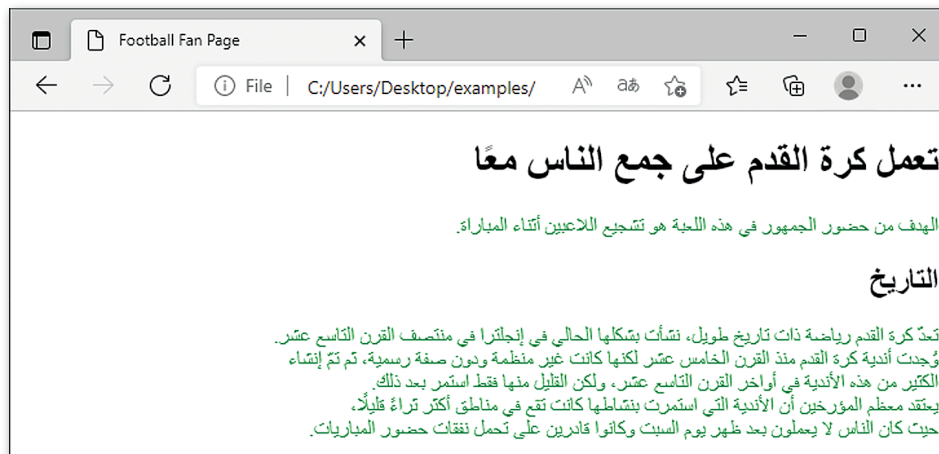 Football Fan Page
File
C:/Users/Desktop/examples/
تعمل كرة القدم على جمع الناس معًا
الهدف من حضور الجمهور في هذه اللعبة هو تشجيع اللاعبين أثناء المباراة.
التاريخ
تعدّ كرة القدم رياضة ذات تاريخ طويل، نشأت بشكلها الحالي في إنجلترا في منتصف القرن التاسع عشر.
وُجدت أندية كرة القدم منذ القرن الخامس عشر لكنها كانت غير منظمة ودون صفة رسمية، ثم تمّ إنشاء
الكثير من هذه الأندية في أواخر القرن التاسع عشر، ولكن القليل منها فقط استمر بعد ذلك.
يعتقد معظم المؤرخين أن الأندية التي استمرت بنشاطها كانت تقع في مناطق أكثر ثراءً قليلًا،
حيث كان الناس لا يعملون بعد ظهر يوم السبت وكانوا قادرين على تحمل نفقات حضور المباريات.